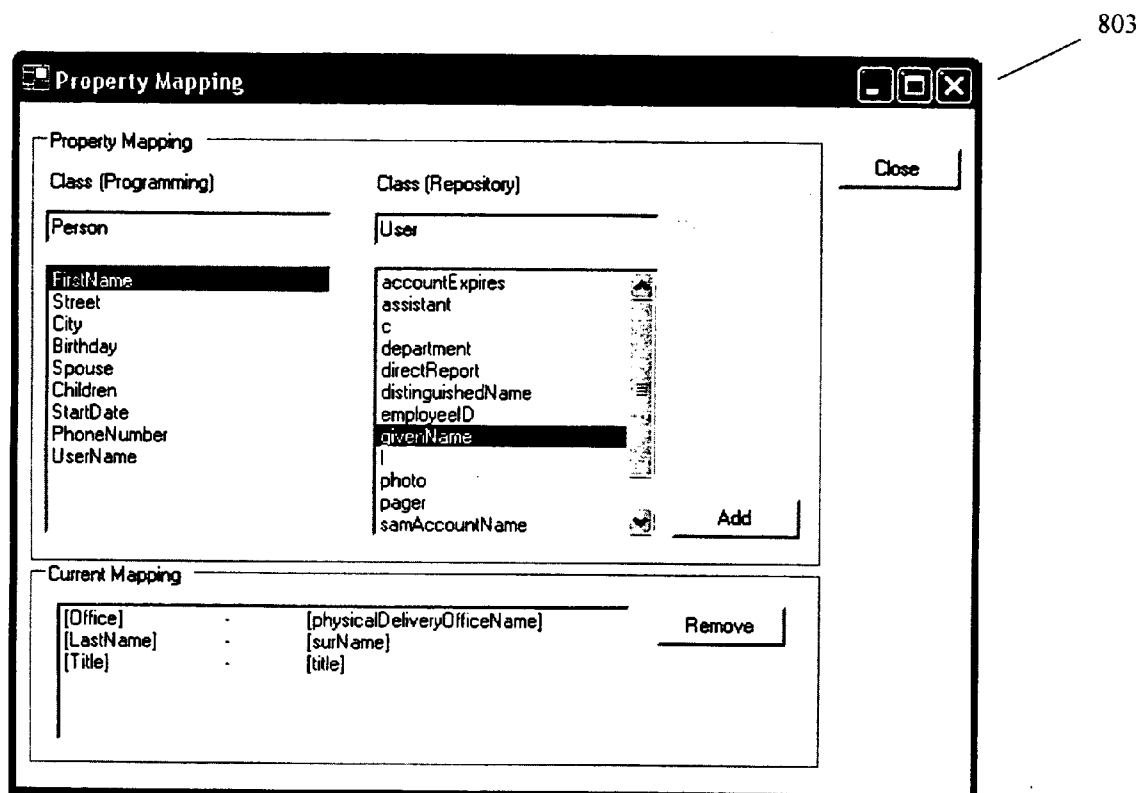 803
Property Mapping
Property Mapping
Class (Programming)
Class (Repository)
Close
Person
User
FirstName
Street
City
Birthday
Spouse
Children
StartDate
PhoneNumber
UserName
accountExpires
assistant
c
department
directReport
distinguishedName
employeeID
givenName
l
photo
pager
samAccountName
Add
Current Mapping
[Office] - [physicalDeliveryOfficeName]
[LastName] - [surName]
[Title] - [title]
Remove